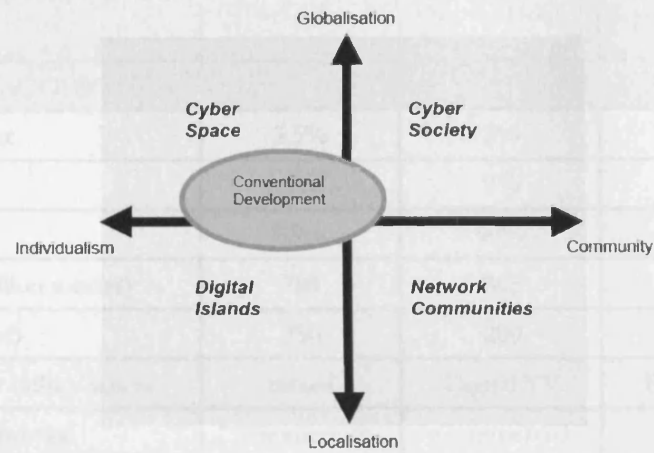 Globalisation
Cyber
Space
Cyber
Society
Conventional
Development
Individualism
Community
Digital
Islands
Network
Communities
Localisation